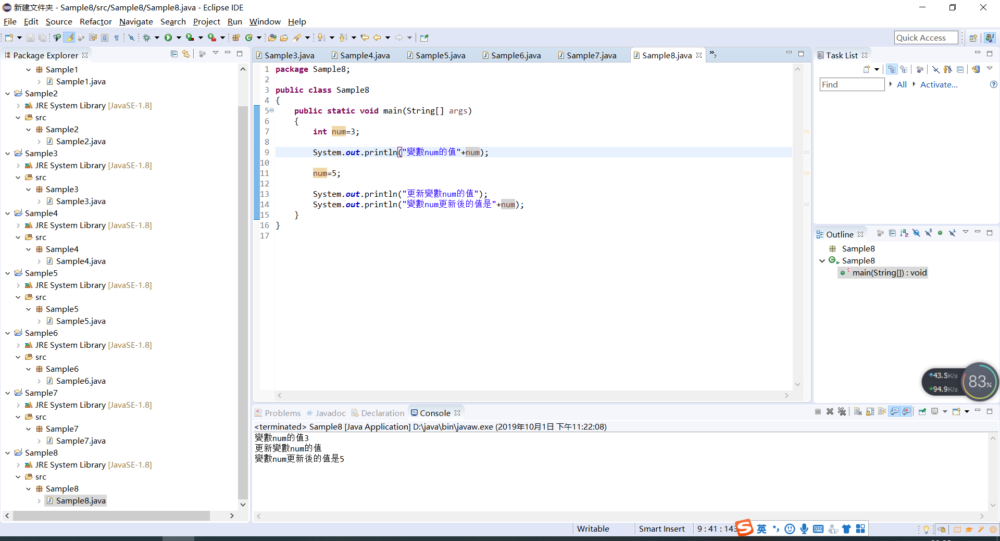 新建文件夹 - Sample8/src/Sample8/Sample8.java - Eclipse IDE
File Edit Source Refactor Navigate Search Project Run Window Help
Quick Access
Package Explorer
Sample1
Sample1.java
Sample2
JRE System Library [JavaSE-1.8]
src
Sample2
Sample2.java
Sample3
JRE System Library [JavaSE-1.8]
src
Sample3
Sample3.java
Sample4
JRE System Library [JavaSE-1.8]
src
Sample4
Sample4.java
Sample5
JRE System Library [JavaSE-1.8]
src
Sample5
Sample5.java
Sample6
JRE System Library [JavaSE-1.8]
src
Sample6
Sample6.java
Sample7
JRE System Library [JavaSE-1.8]
src
Sample7
Sample7.java
Sample8
JRE System Library [JavaSE-1.8]
src
Sample8
Sample8.java
Sample3.java Sample4.java Sample5.java Sample6.java Sample7.java Sample8.java »2
1 package Sample8;
2
3 public class Sample8
4 {
5 public static void main(String[] args)
6 {
7 int num=3;
8
9 System.out.println("變數num的值"+num);
10
11 num=5;
12
13 System.out.println("更新變數num的值");
14 System.out.println("變數num更新後的值是"+num);
15 }
16 }
17
Task List
Find All Activate...
Outline
Sample8
Sample8
main(String[]) : void
43.5K/s
94.9K/s
83%
Problems @ Javadoc Declaration Console
<terminated> Sample8 [Java Application] D:\java\bin\javaw.exe (2019年10月1日 下午11:22:08)
變數num的值3
更新變數num的值
變數num更新後的值是5
Writable Smart Insert 9 : 41 : 143
英